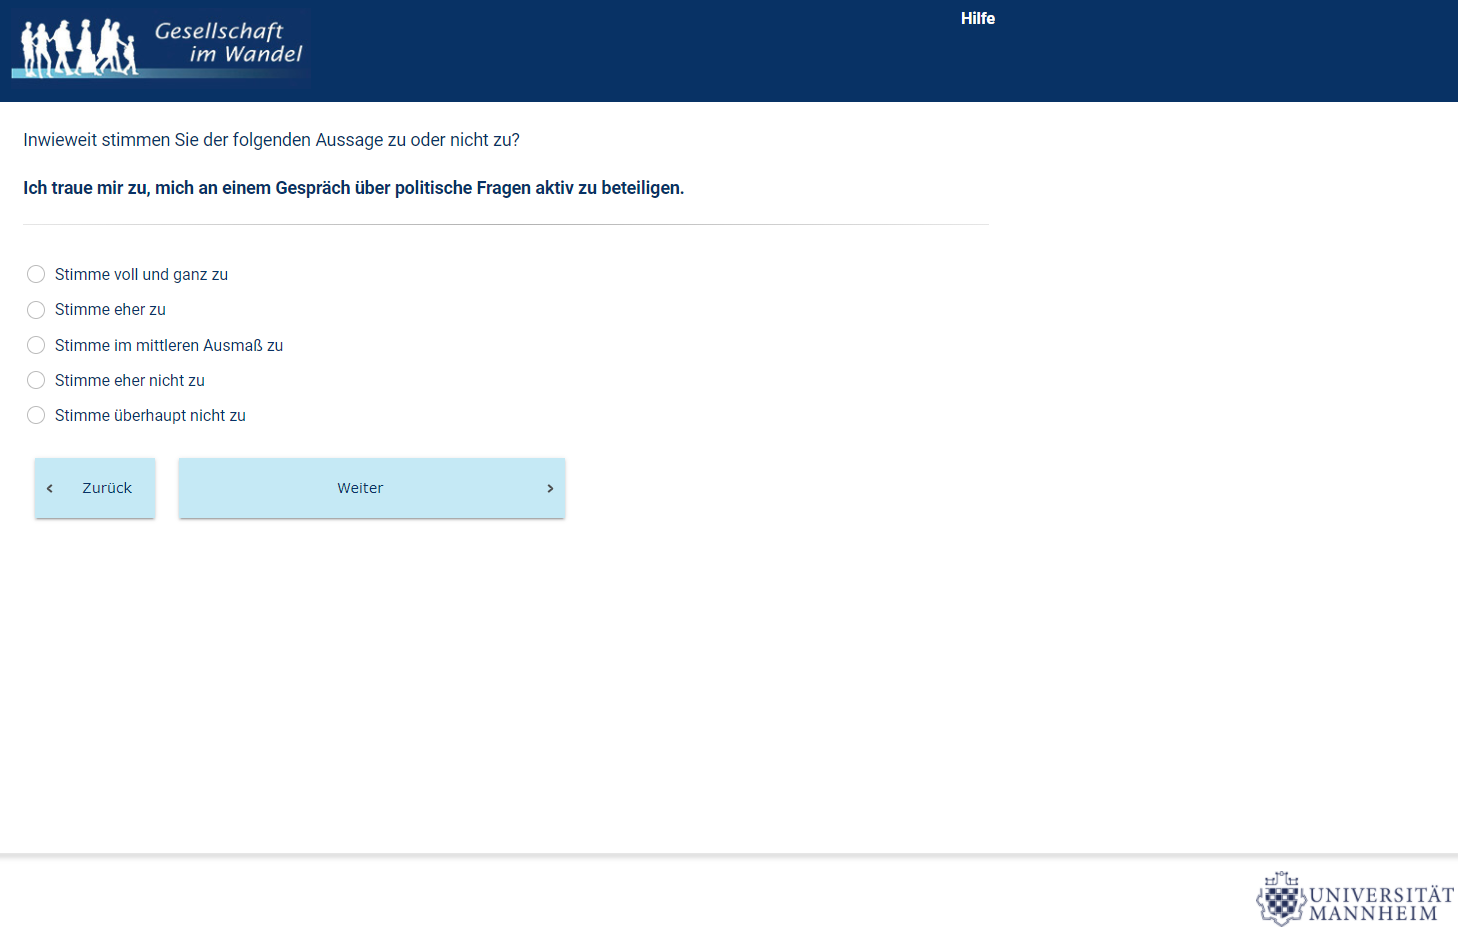 Gesellschaft
im Wandel
Hilfe
Inwieweit stimmen Sie der folgenden Aussage zu oder nicht zu?
Ich traue mir zu, mich an einem Gespräch über politische Fragen aktiv zu beteiligen.
Stimme voll und ganz zu
Stimme eher zu
Stimme im mittleren Ausmaß zu
Stimme eher nicht zu
Stimme überhaupt nicht zu
‹ Zurück
Weiter ›
UNIVERSITÄT
MANNHEIM